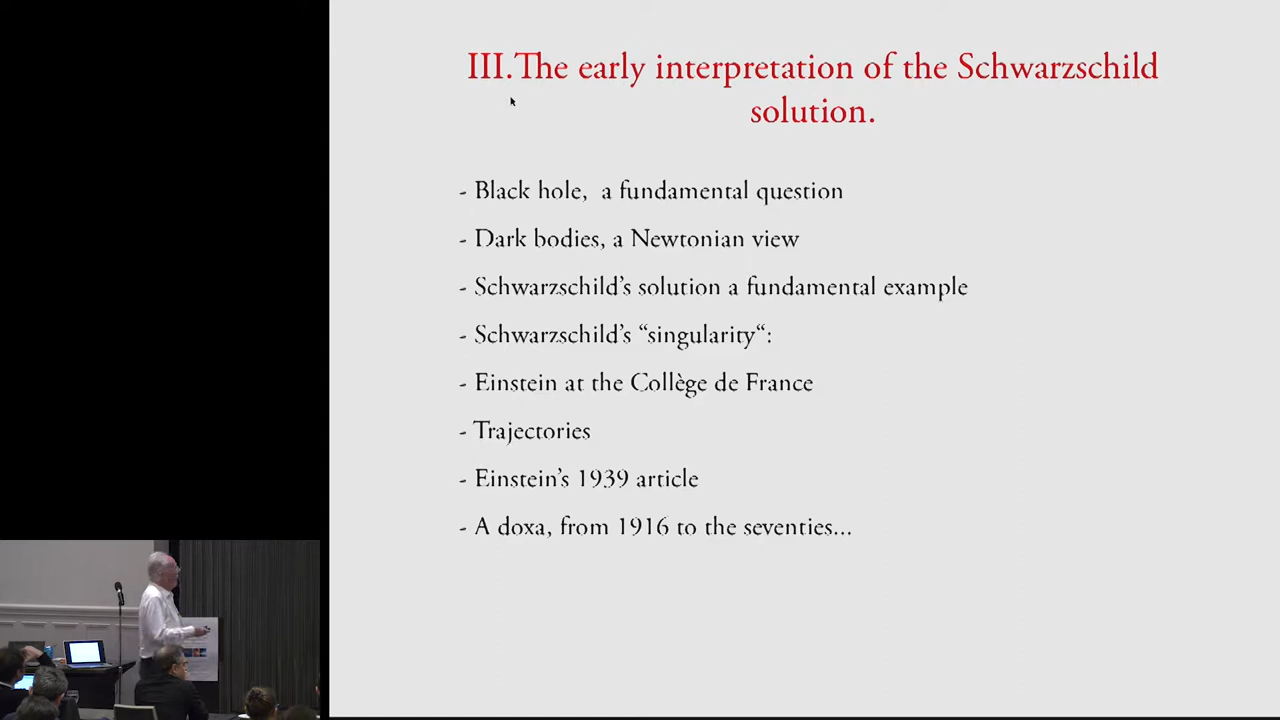 III.The early interpretation of the Schwarzschild
solution.
- Black hole,  a fundamental question
- Dark bodies, a Newtonian view
- Schwarzschild's solution a fundamental example
- Schwarzschild's “singularity“:
- Einstein at the Collège de France
- Trajectories
- Einstein's 1939 article
- A doxa, from 1916 to the seventies...